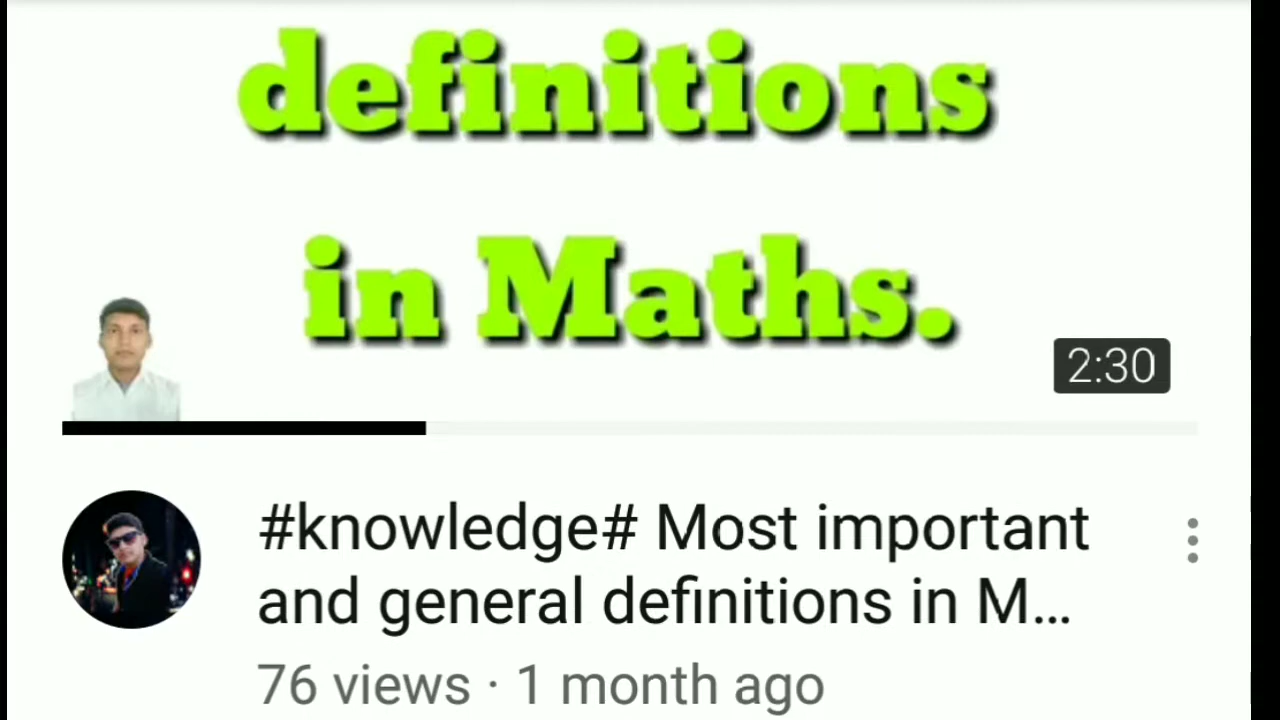 definitions
in Maths.
2:30
#knowledge# Most important
and general definitions in M...
76 views · 1 month ago